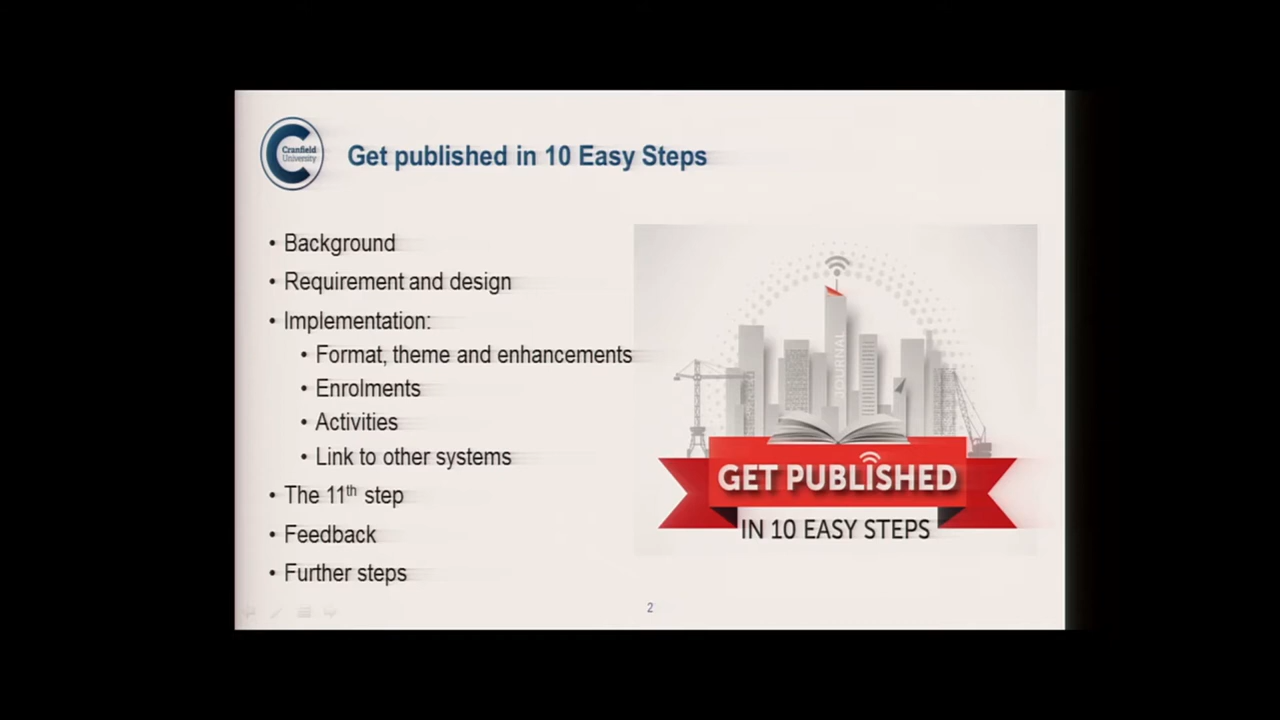 Cranfield
University
Get published in 10 Easy Steps
• Background
• Requirement and design
• Implementation:
• Format, theme and enhancements
• Enrolments
• Activities
• Link to other systems
• The 11th step
• Feedback
• Further steps
JOURNAL
GET PUBLISHED
IN 10 EASY STEPS
2